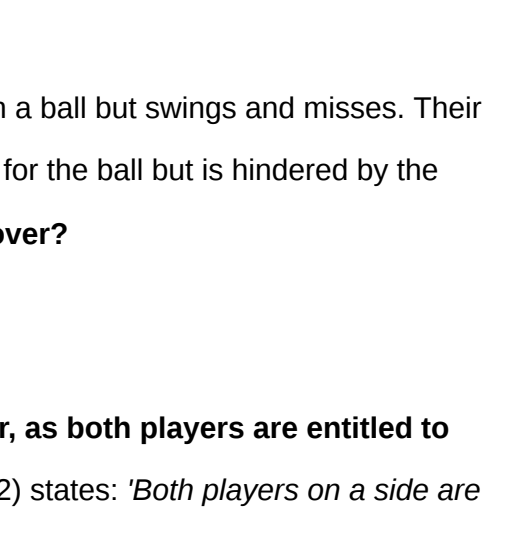 a ball but swings and misses. Their
for the ball but is hindered by the
over?
r, as both players are entitled to
2) states: 'Both players on a side are